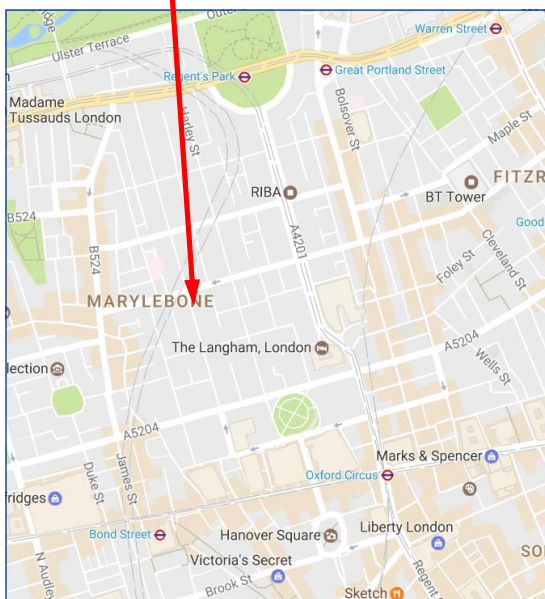 Outer
Warren Street
Ulster Terrace
Regent's Park
Great Portland Street
Madame
Tussauds London
Harley St
Bolsover St
Maple St
RIBA
BT Tower
FITZR
B524
B524
A4201
Good
Cleveland St
Foley St
MARYLEBONE
The Langham, London
A5204
lection
Wells St
A5204
James St
Duke St
Marks & Spencer
Oxford Circus
fridges
Bond Street
Hanover Square
Liberty London
Victoria's Secret
SO
N Audley
Brook St
Regent S
Sketch